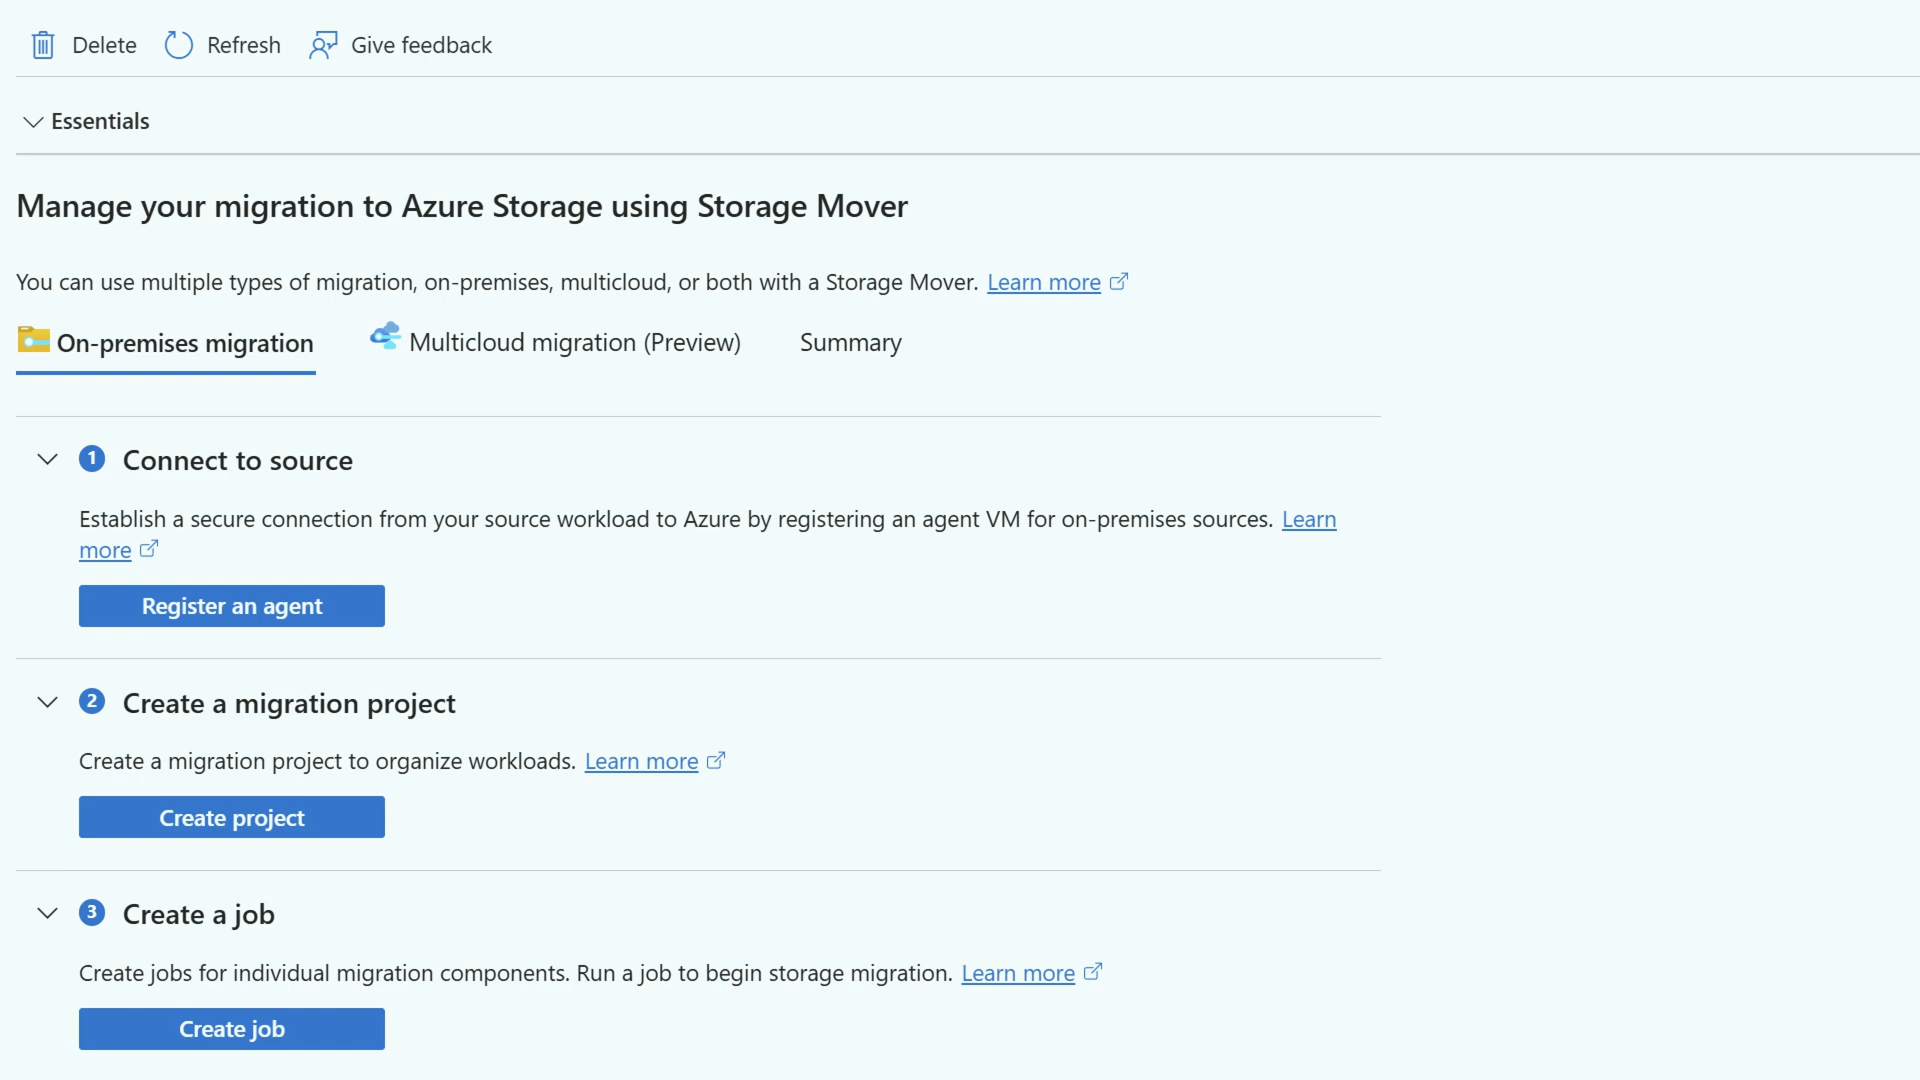 Delete Refresh Give feedback
Essentials
Manage your migration to Azure Storage using Storage Mover
You can use multiple types of migration, on-premises, multicloud, or both with a Storage Mover. Learn more
On-premises migration Multicloud migration (Preview) Summary
1 Connect to source
Establish a secure connection from your source workload to Azure by registering an agent VM for on-premises sources. Learn
more
Register an agent
2 Create a migration project
Create a migration project to organize workloads. Learn more
Create project
3 Create a job
Create jobs for individual migration components. Run a job to begin storage migration. Learn more
Create job